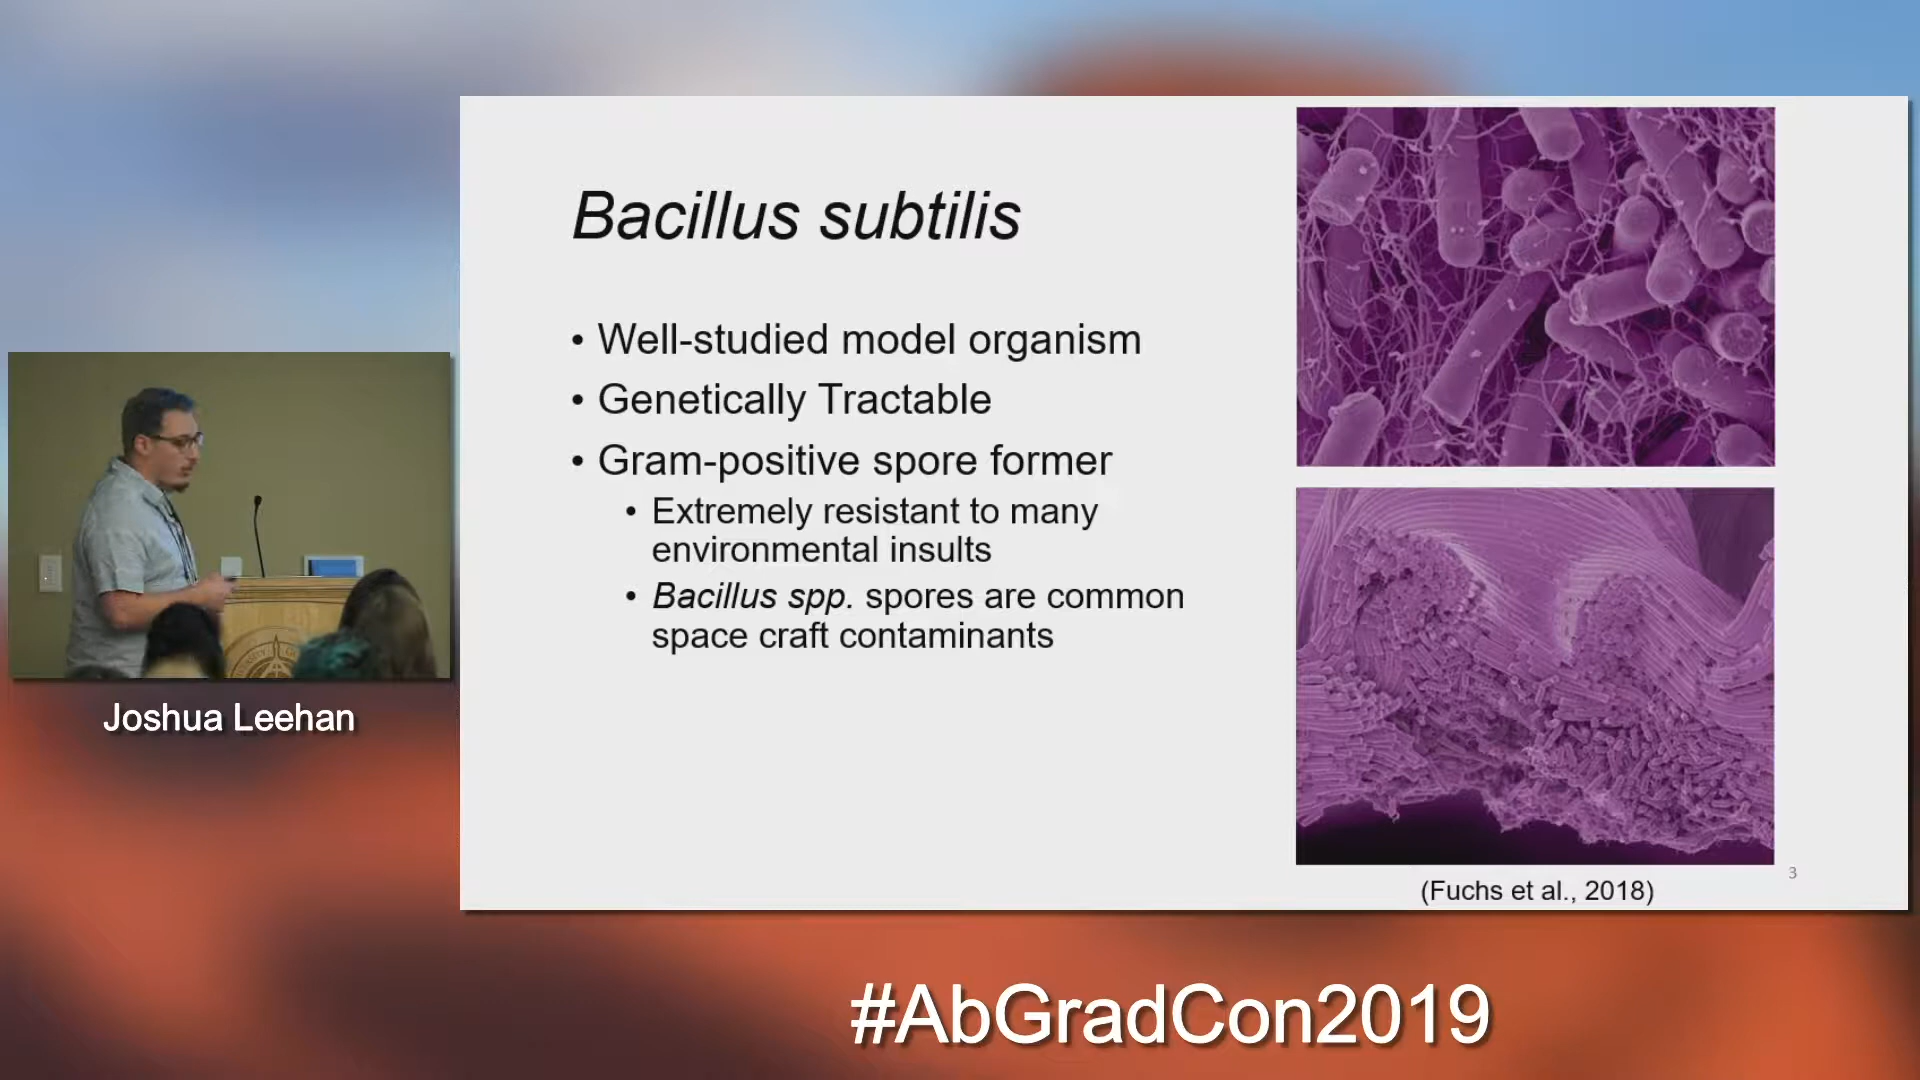 Bacillus subtilis
• Well-studied model organism
• Genetically Tractable
• Gram-positive spore former
• Extremely resistant to many
environmental insults
• Bacillus spp. spores are common
space craft contaminants
3
(Fuchs et al., 2018)
Joshua Leehan
#AbGradCon2019